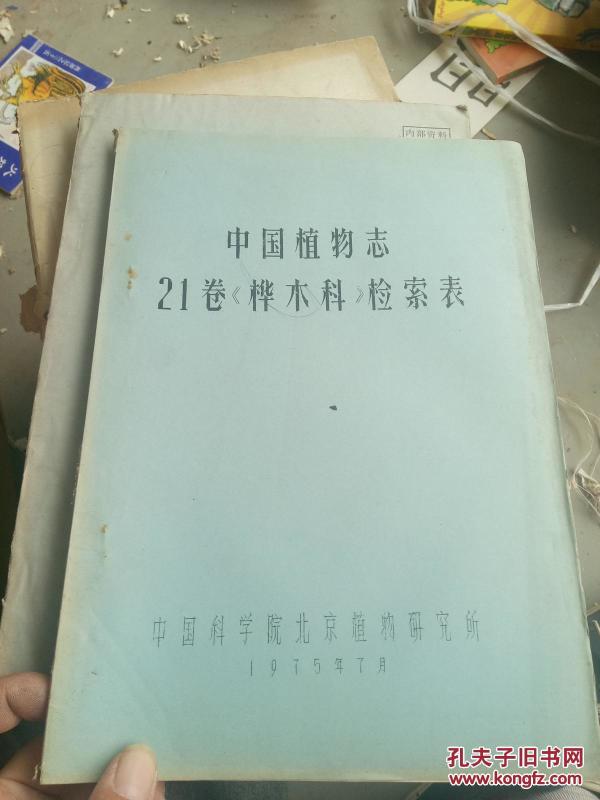 内部资料
中国植物志
21卷《桦木科》检索表
中国科学院北京植物研究所
1975年7月
孔夫子旧书网
www.kongfz.com